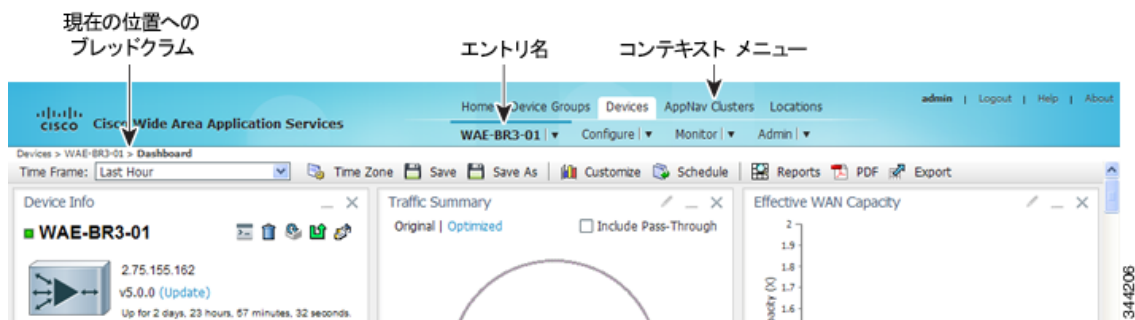 現在の位置への
ブレッドクラム
エントリ名
コンテキスト メニュー
cisco
Cisco Wide Area Application Services
Home Device Groups Devices AppNav Clusters Locations
admin | Logout | Help | About
WAE-BR3-01 | Configure | Monitor | Admin |
Devices > WAE-BR3-01 > Dashboard
Time Frame: Last Hour Time Zone Save Save As | Customize Schedule | Reports PDF Export
Device Info
WAE-BR3-01
2.75.155.162
v5.0.0 (Update)
Up for 2 days, 23 hours, 57 minutes, 32 seconds.
Traffic Summary
Original | Optimized Include Pass-Through
Effective WAN Capacity
2
1.9
1.8
1.7
1.6
acity (X)
344206